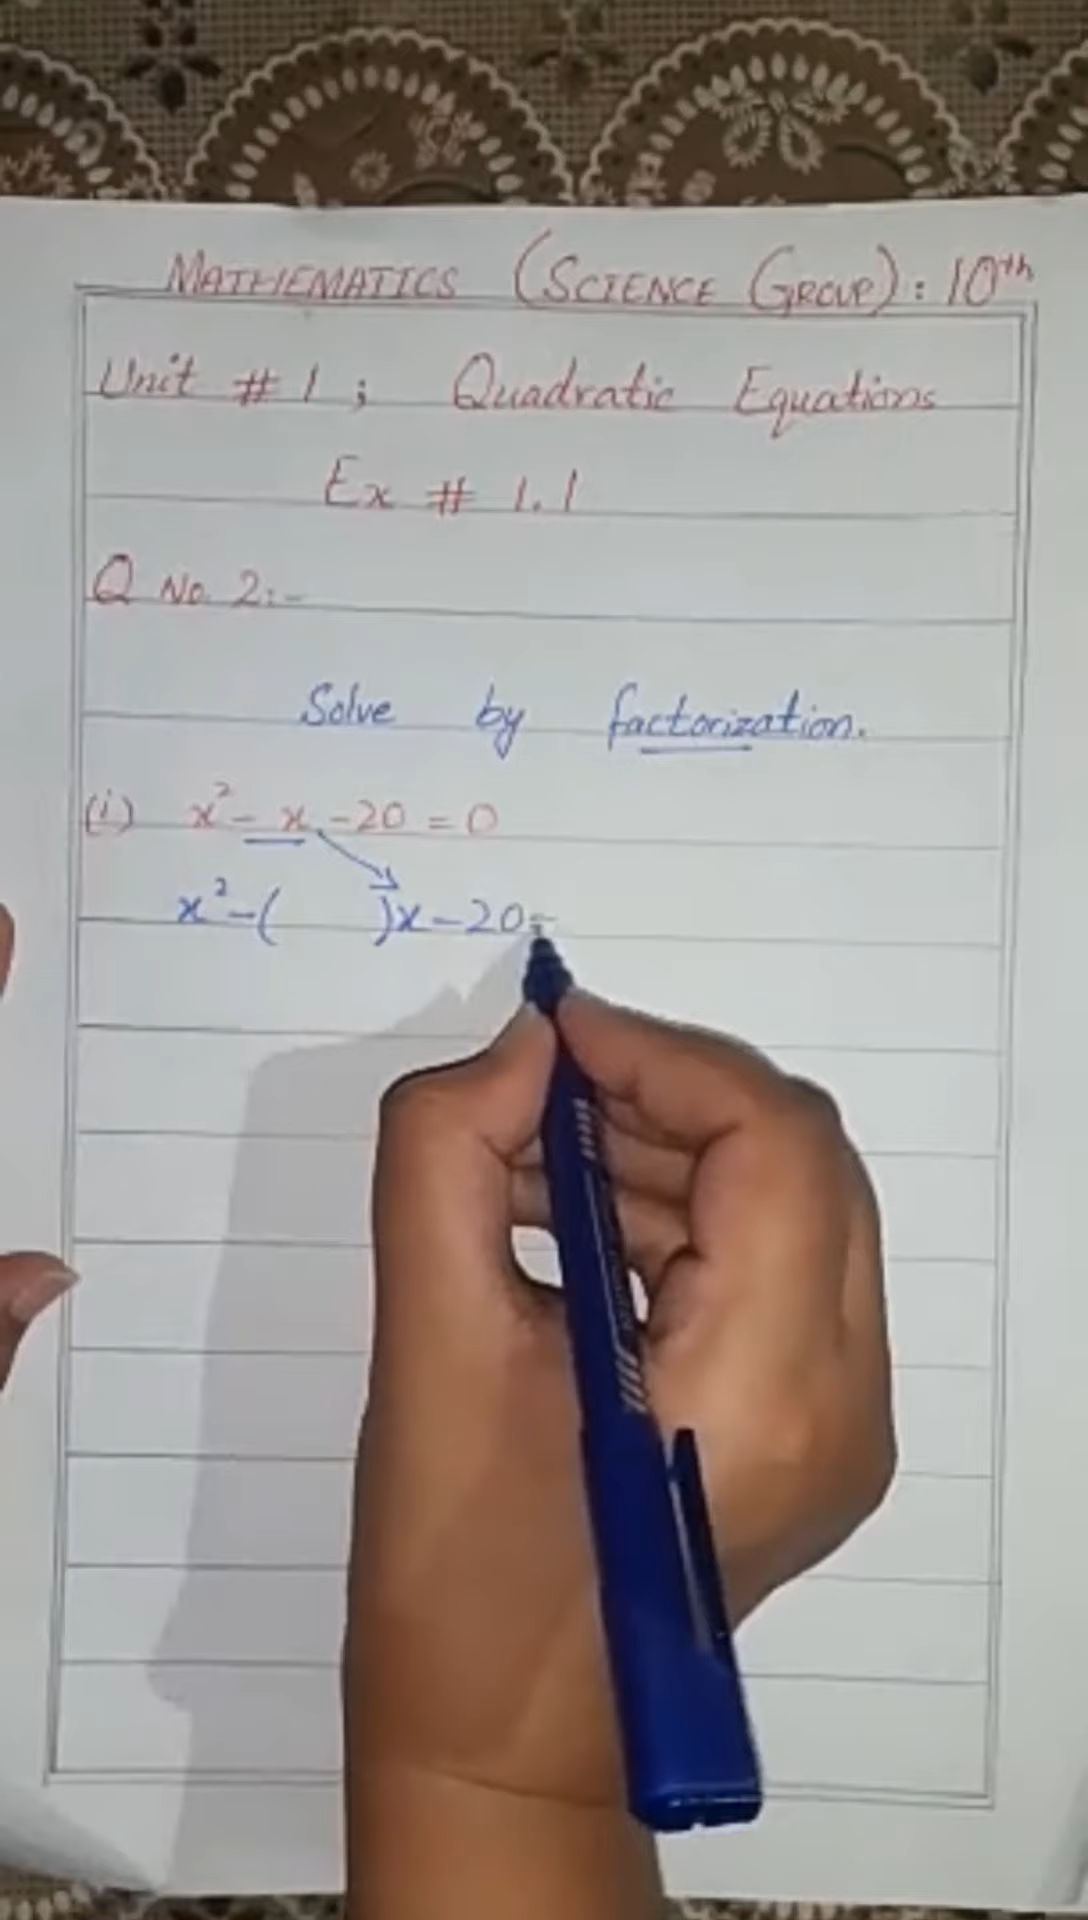 MATHEMATICS (SCIENCE GROUP) : 10th
Unit # 1 ; Quadratic Equations
Ex # 1.1
Q No. 2:-
Solve by factorization.
(i) x² - x - 20 = 0
x² - ( )x - 20 =